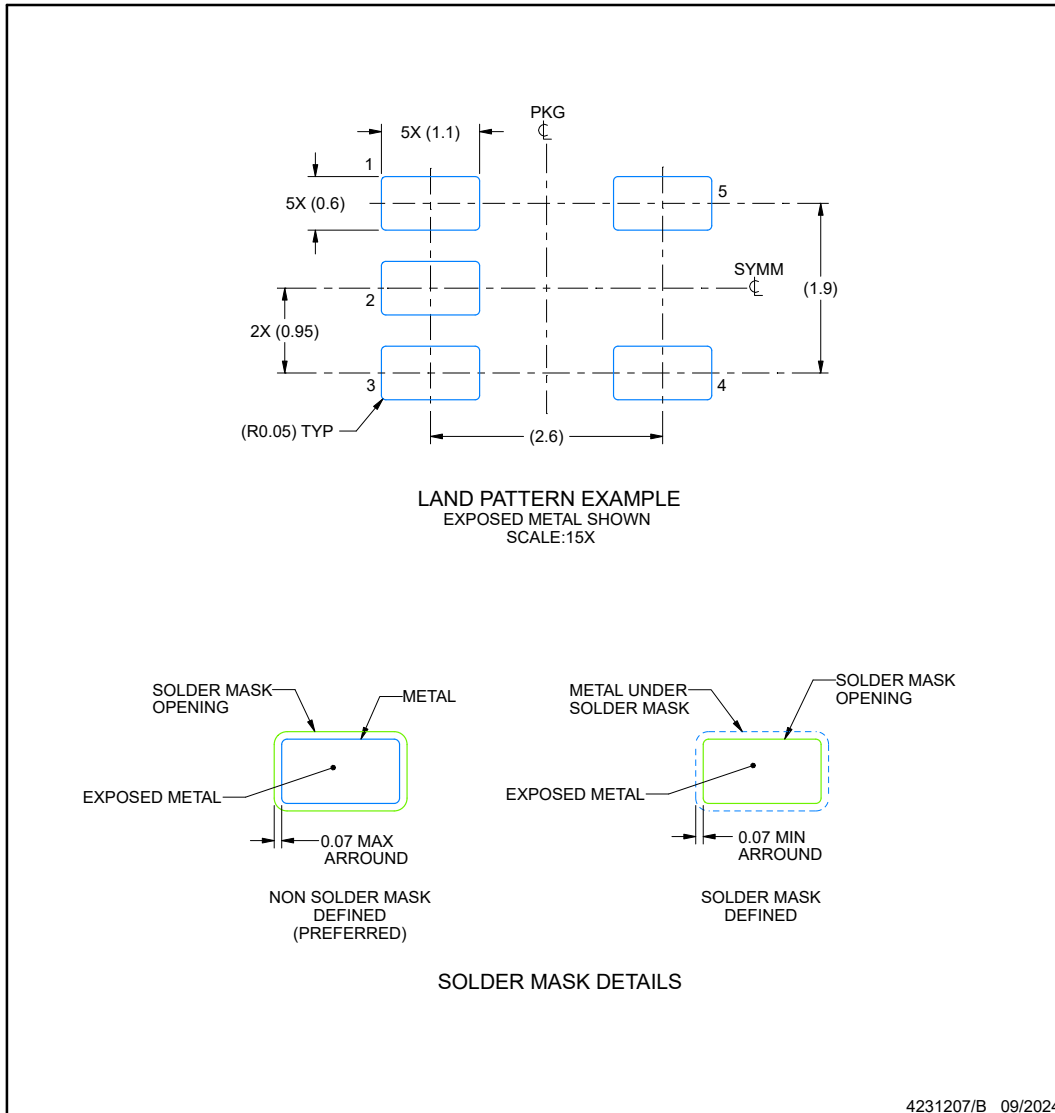 PKG
℄
5X (1.1)
1
5
5X (0.6)
SYMM
℄
(1.9)
2
2X (0.95)
3
4
(R0.05) TYP
(2.6)
LAND PATTERN EXAMPLE
EXPOSED METAL SHOWN
SCALE:15X
SOLDER MASK
OPENING
METAL
EXPOSED METAL
0.07 MAX
ARROUND
NON SOLDER MASK
DEFINED
(PREFERRED)
METAL UNDER
SOLDER MASK
SOLDER MASK
OPENING
EXPOSED METAL
0.07 MIN
ARROUND
SOLDER MASK
DEFINED
SOLDER MASK DETAILS
4231207/B 09/2024